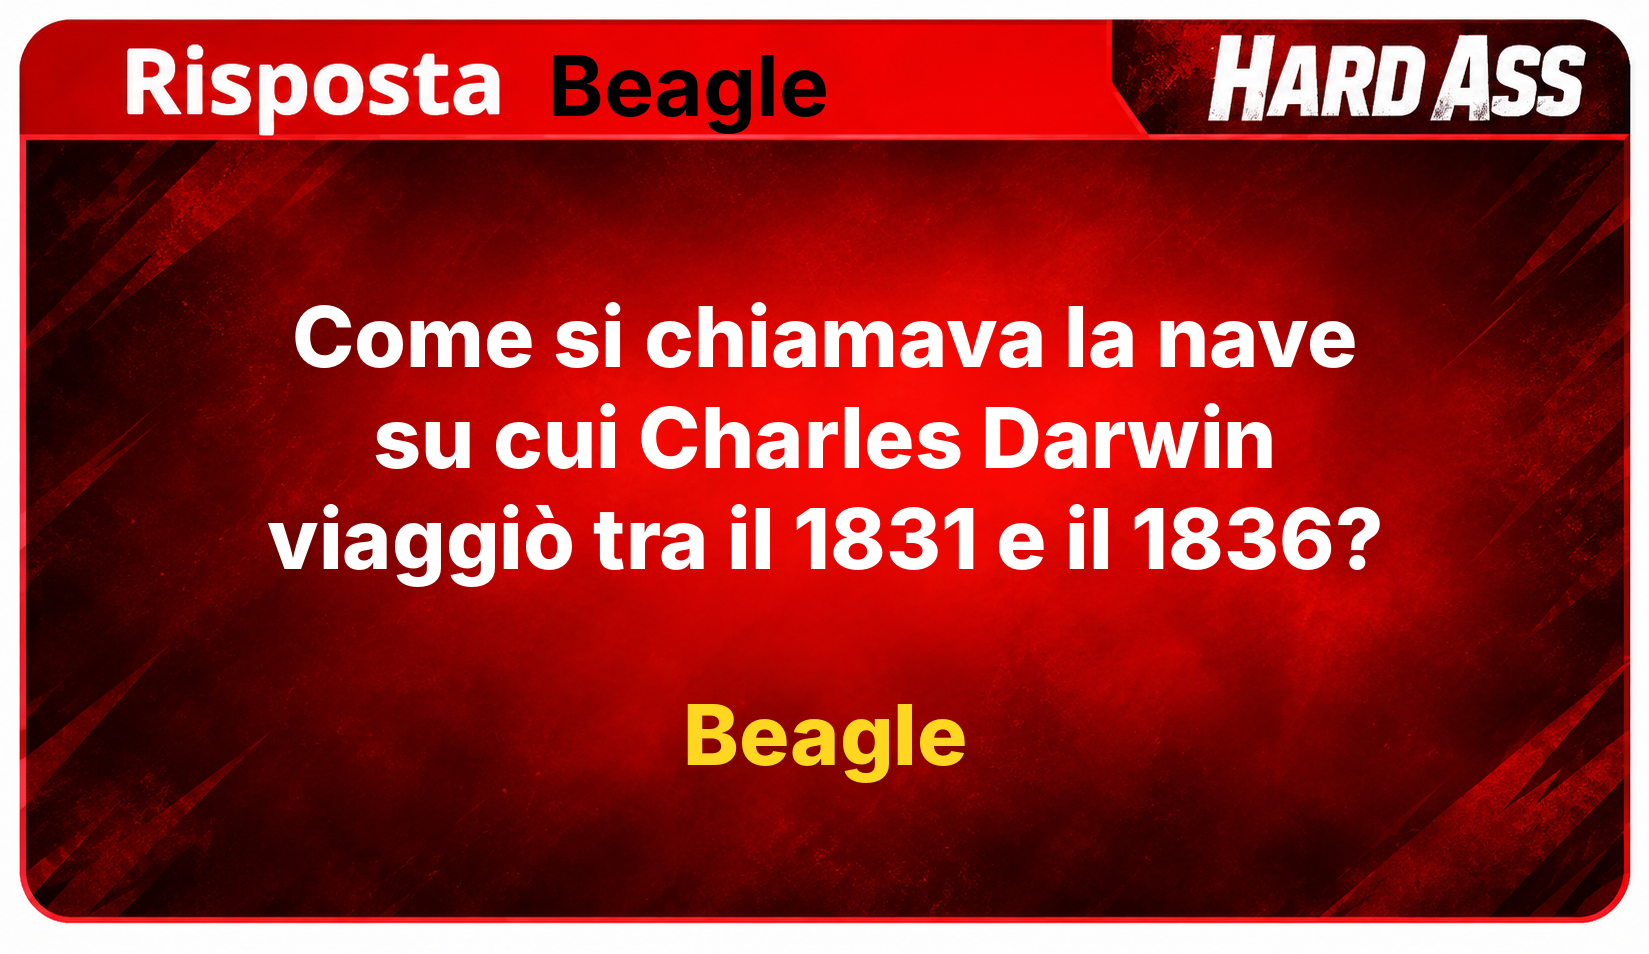 Risposta Beagle
HARD ASS
Come si chiamava la nave
su cui Charles Darwin
viaggiò tra il 1831 e il 1836?
Beagle